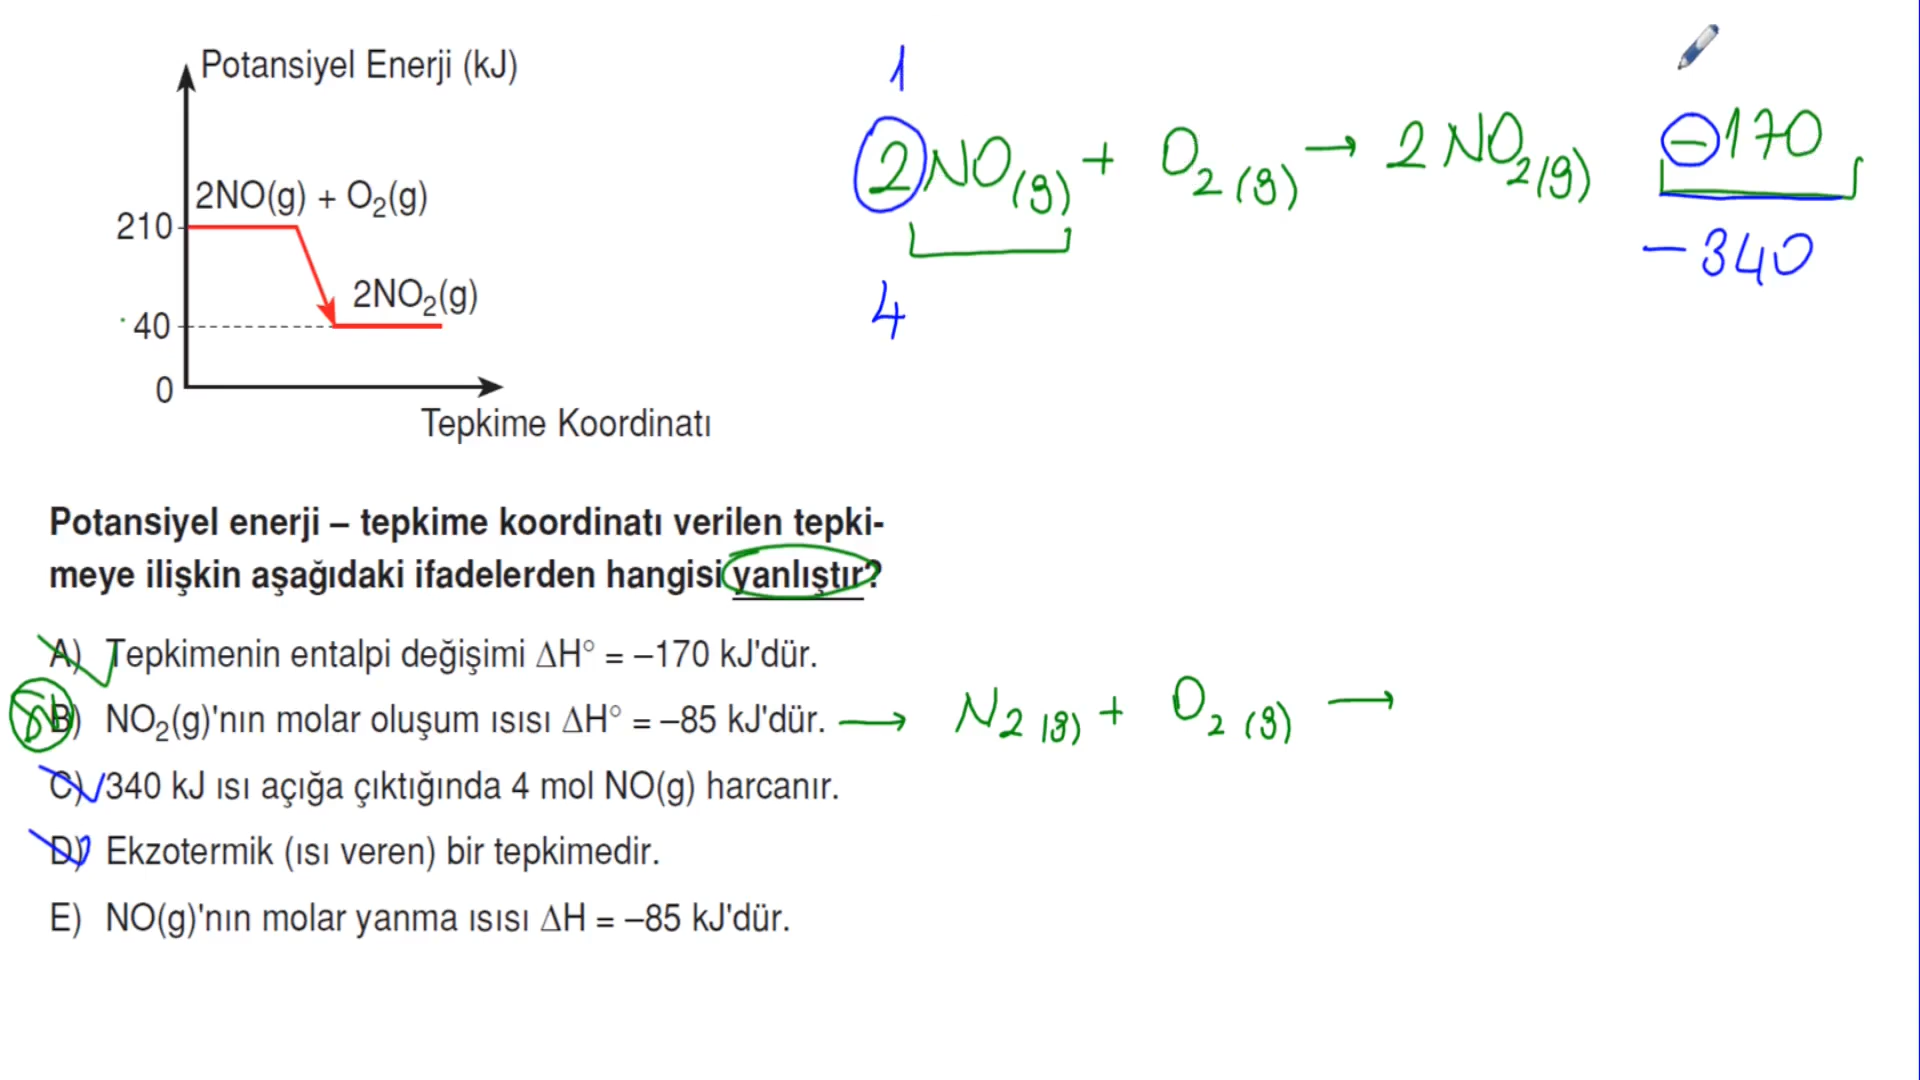 Potansiyel Enerji (kJ)
2NO(g) + O₂(g)
210
2NO₂(g)
40
0
Tepkime Koordinatı
1
2NO(g) + O₂(g) → 2NO₂(g) −170
−340
4
Potansiyel enerji – tepkime koordinatı verilen tepki-
meye ilişkin aşağıdaki ifadelerden hangisi yanlıştır?
A) Tepkimenin entalpi değişimi ΔH° = –170 kJ'dür.
B) NO₂(g)'nın molar oluşum ısısı ΔH° = –85 kJ'dür. → N₂(g) + O₂(g) →
C) 340 kJ ısı açığa çıktığında 4 mol NO(g) harcanır.
D) Ekzotermik (ısı veren) bir tepkimedir.
E) NO(g)'nın molar yanma ısısı ΔH = –85 kJ'dür.